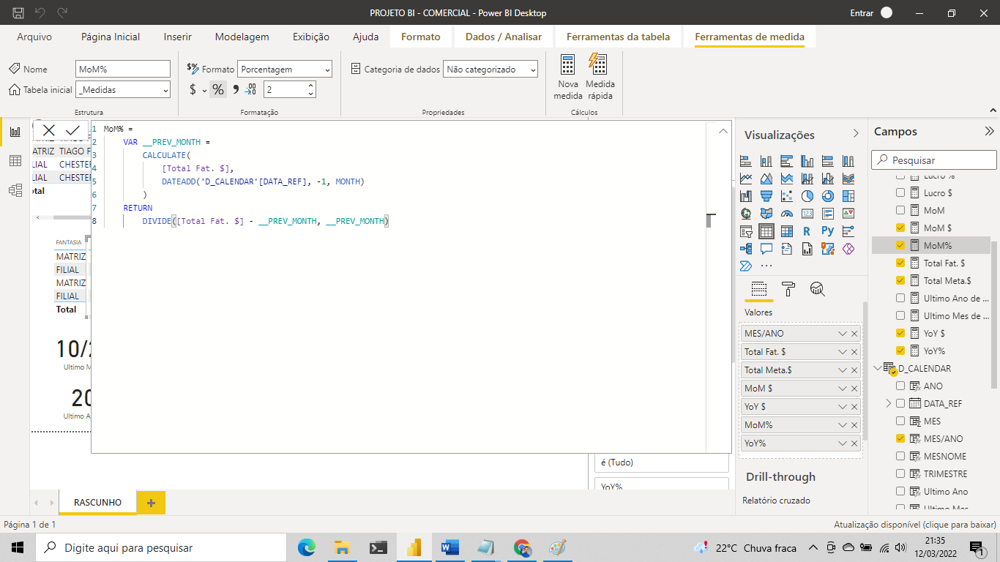 PROJETO BI - COMERCIAL - Power BI Desktop
Entrar
Arquivo Página Inicial Inserir Modelagem Exibição Ajuda Formato Dados / Analisar Ferramentas da tabela Ferramentas de medida
Nome MoM%
Tabela inicial _Medidas
Estrutura
Formato Porcentagem
$ % 2
Formatação
Categoria de dados Não categorizado
Propriedades
Nova medida
Medida rápida
Cálculos
1 MoM% =
2 VAR __PREV_MONTH =
3 CALCULATE(
4 [Total Fat. $],
5 DATEADD('D_CALENDAR'[DATA_REF], -1, MONTH)
6 )
7 RETURN
8 DIVIDE([Total Fat. $] - __PREV_MONTH, __PREV_MONTH)
ATRIZ TIAGO F
LIAL CHESTER
LIAL CHESTER
otal
FANTASIA
MATRIZ
FILIAL
MATRIZ
FILIAL
Total
10/2
Ultimo M
20
Ultimo A
é (Tudo)
YoY%
Visualizações
123
R Py
Valores
MES/ANO
Total Fat. $
Total Meta.$
MoM $
YoY $
MoM%
YoY%
Drill-through
Relatório cruzado
Campos
Pesquisar
Lucro %
Lucro $
MoM
MoM $
MoM%
Total Fat. $
Total Meta.$
Ultimo Ano de ...
Ultimo Mes de ...
YoY $
YoY%
D_CALENDAR
ANO
DATA_REF
MES
MES/ANO
MESNOME
TRIMESTRE
Ultimo Ano
Ultimo Mes
RASCUNHO
Página 1 de 1
Atualização disponível (clique para baixar)
Digite aqui para pesquisar
22°C Chuva fraca
21:35
12/03/2022
1